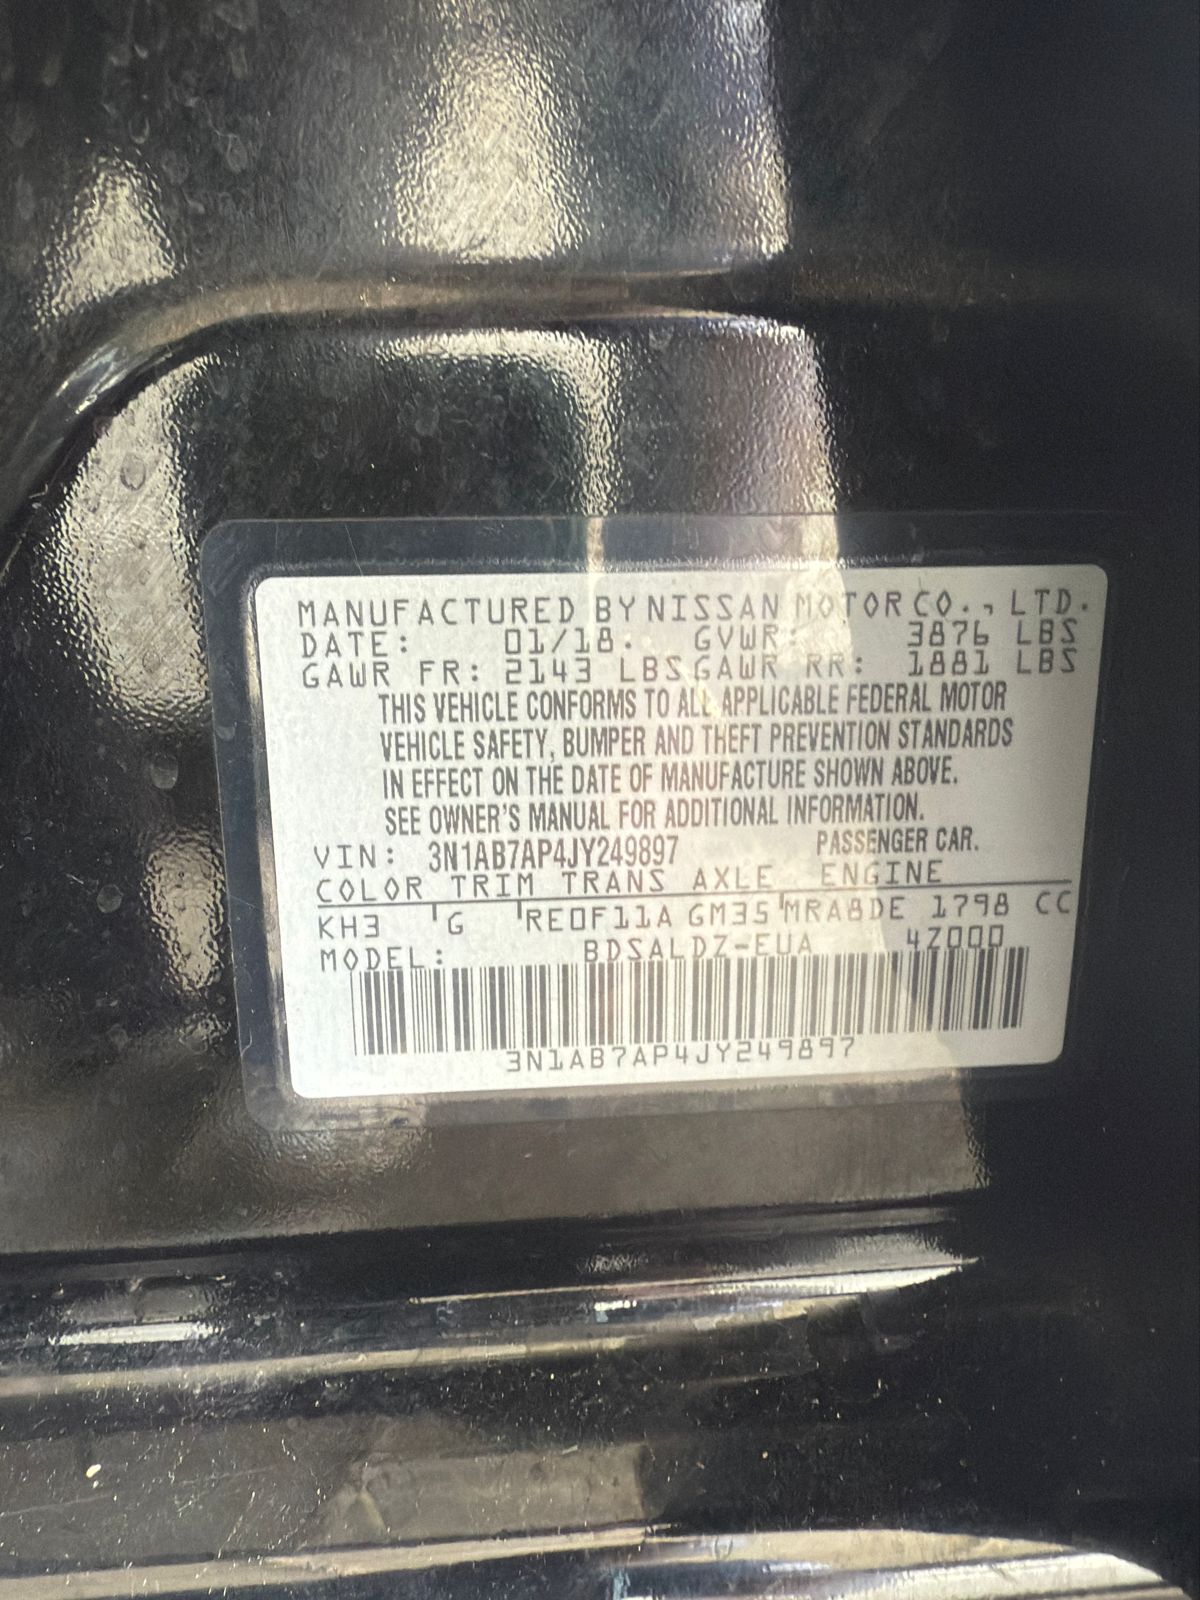 MANUFACTURED BY NISSAN MOTOR CO., LTD.
DATE: 01/18. GVWR: 3876 LBS
GAWR FR: 2143 LBS GAWR RR: 1881 LBS
THIS VEHICLE CONFORMS TO ALL APPLICABLE FEDERAL MOTOR
VEHICLE SAFETY, BUMPER AND THEFT PREVENTION STANDARDS
IN EFFECT ON THE DATE OF MANUFACTURE SHOWN ABOVE.
SEE OWNER'S MANUAL FOR ADDITIONAL INFORMATION.
VIN: 3N1AB7AP4JY249897 PASSENGER CAR.
COLOR TRIM TRANS AXLE ENGINE
KH3 G RE0F11A GM35 MRA8DE 1798 CC
MODEL: BDSALDZ-EUA 4Z000
3N1AB7AP4JY249897